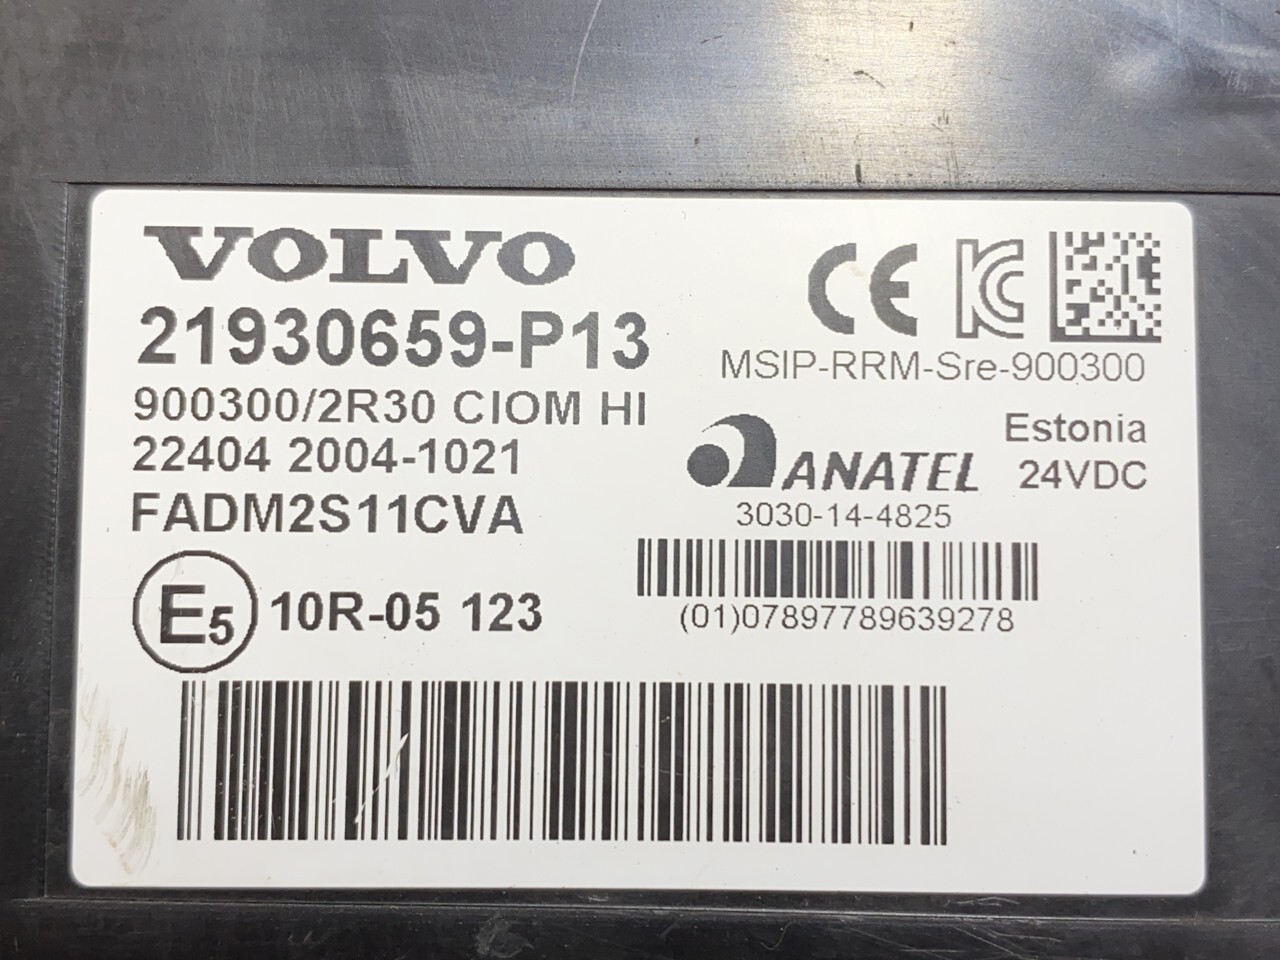 VOLVO
21930659-P13
900300/2R30 CIOM HI
22404 2004-1021
FADM2S11CVA
E5 10R-05 123
CE KC
MSIP-RRM-Sre-900300
ANATEL
3030-14-4825
Estonia
24VDC
(01)07897789639278